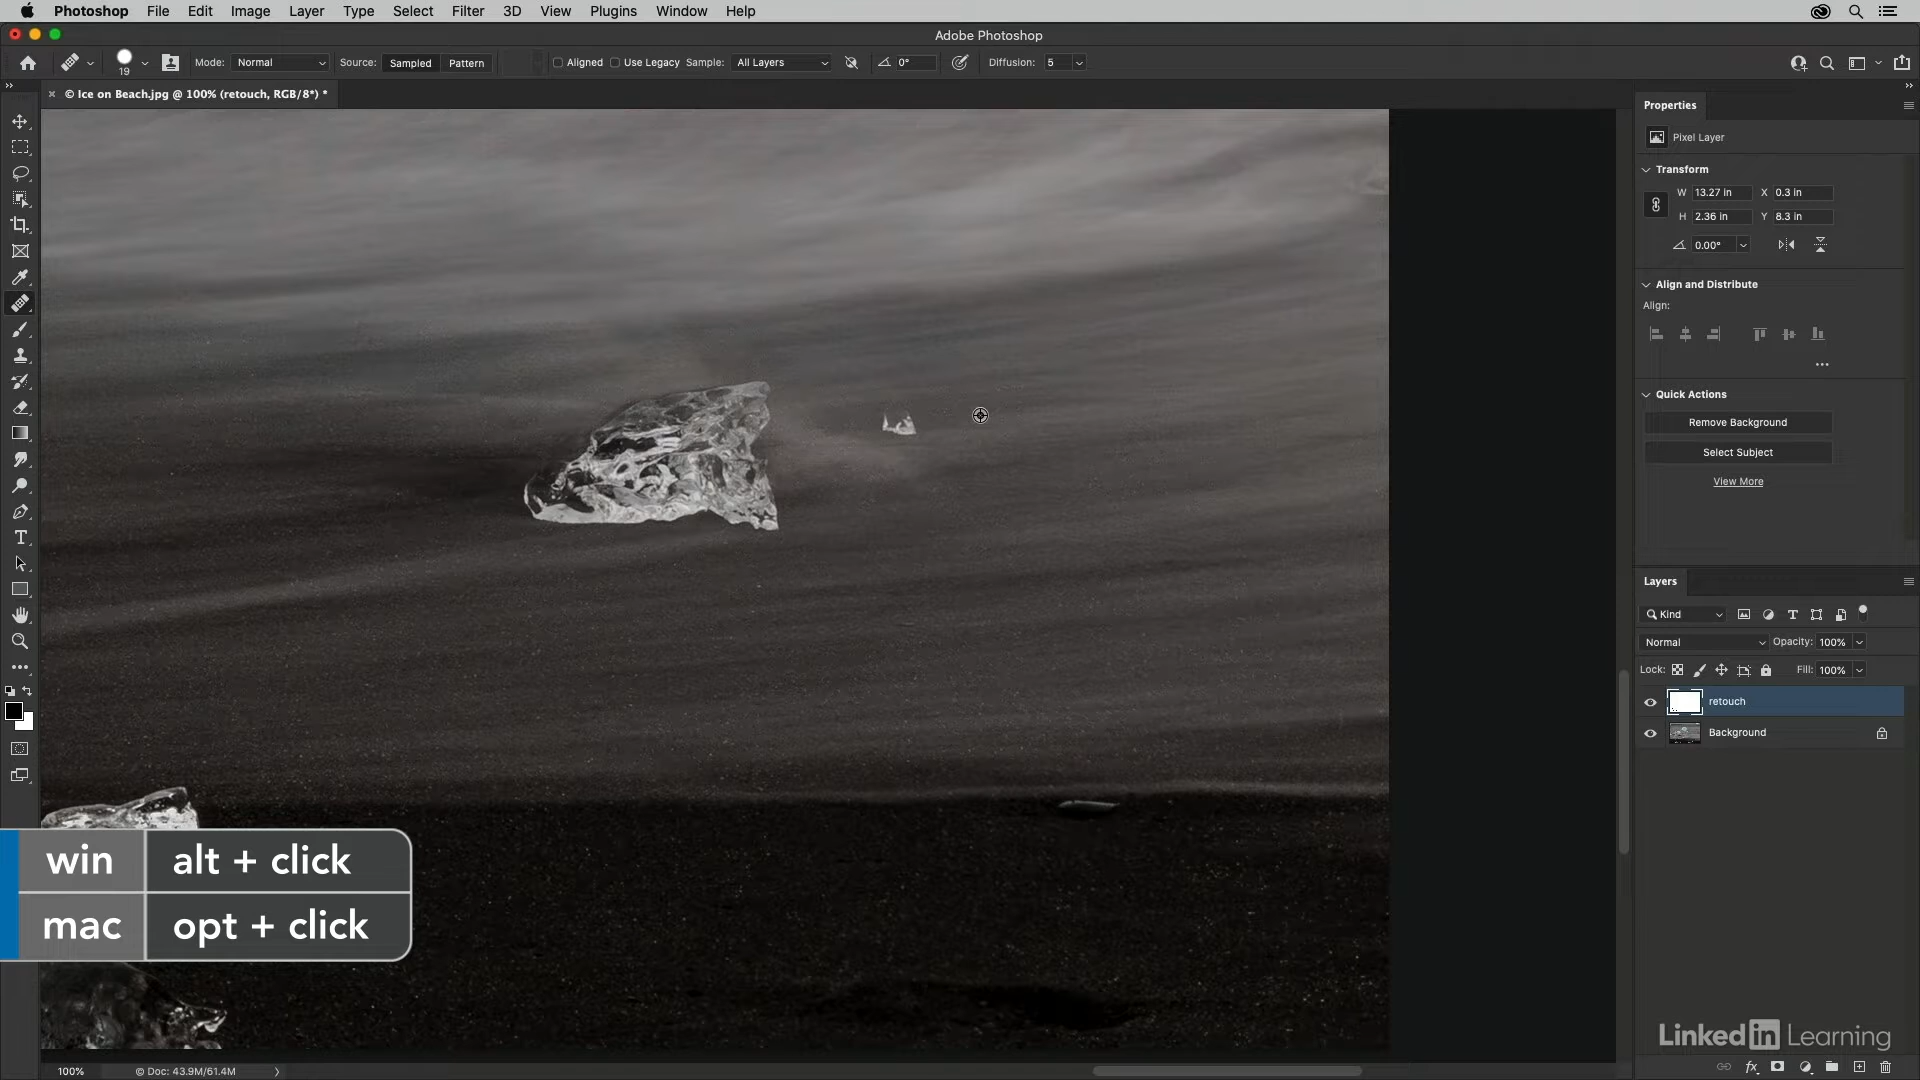 Photoshop File Edit Image Layer Type Select Filter 3D View Plugins Window Help
Adobe Photoshop
19 Mode: Normal Source: Sampled Pattern Aligned Use Legacy Sample: All Layers 0° Diffusion: 5
© Ice on Beach.jpg @ 100% (retouch, RGB/8*) *
Properties
Pixel Layer
Transform
W 13.27 in X 0.3 in
H 2.36 in Y 8.3 in
0.00°
Align and Distribute
Align:
Quick Actions
Remove Background
Select Subject
View More
Layers
Kind
Normal Opacity: 100%
Lock: Fill: 100%
retouch
Background
win alt + click
mac opt + click
LinkedIn Learning
100% © Doc: 43.9M/61.4M